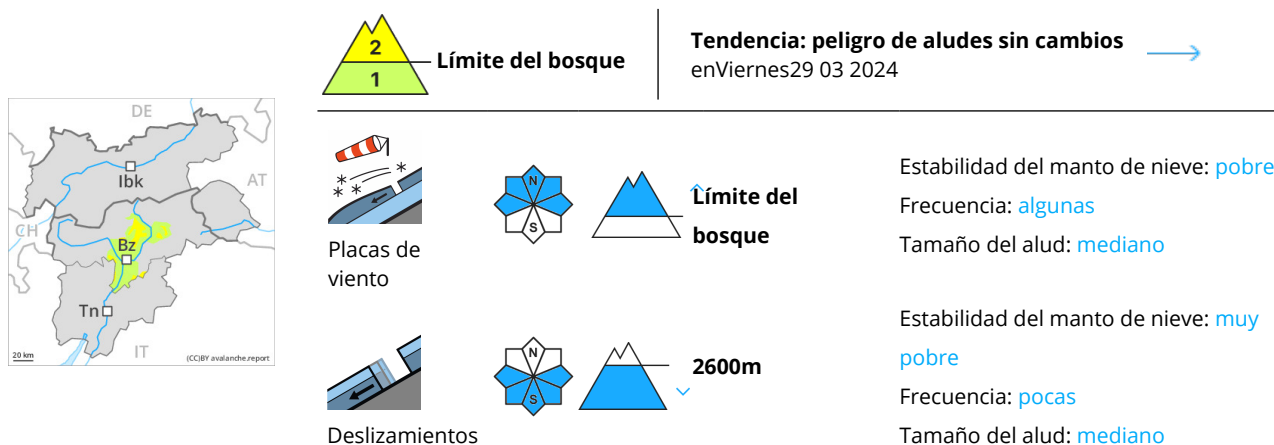 2
1
Límite del bosque
Tendencia: peligro de aludes sin cambios
enViernes29 03 2024
DE
Ibk
AT
CH
Bz
Tn
IT
20 km
(CC)BY avalanche.report
Placas de
viento
N
S
Límite del
bosque
Estabilidad del manto de nieve: pobre
Frecuencia: algunas
Tamaño del alud: mediano
Deslizamientos
N
S
2600m
Estabilidad del manto de nieve: muy
pobre
Frecuencia: pocas
Tamaño del alud: mediano